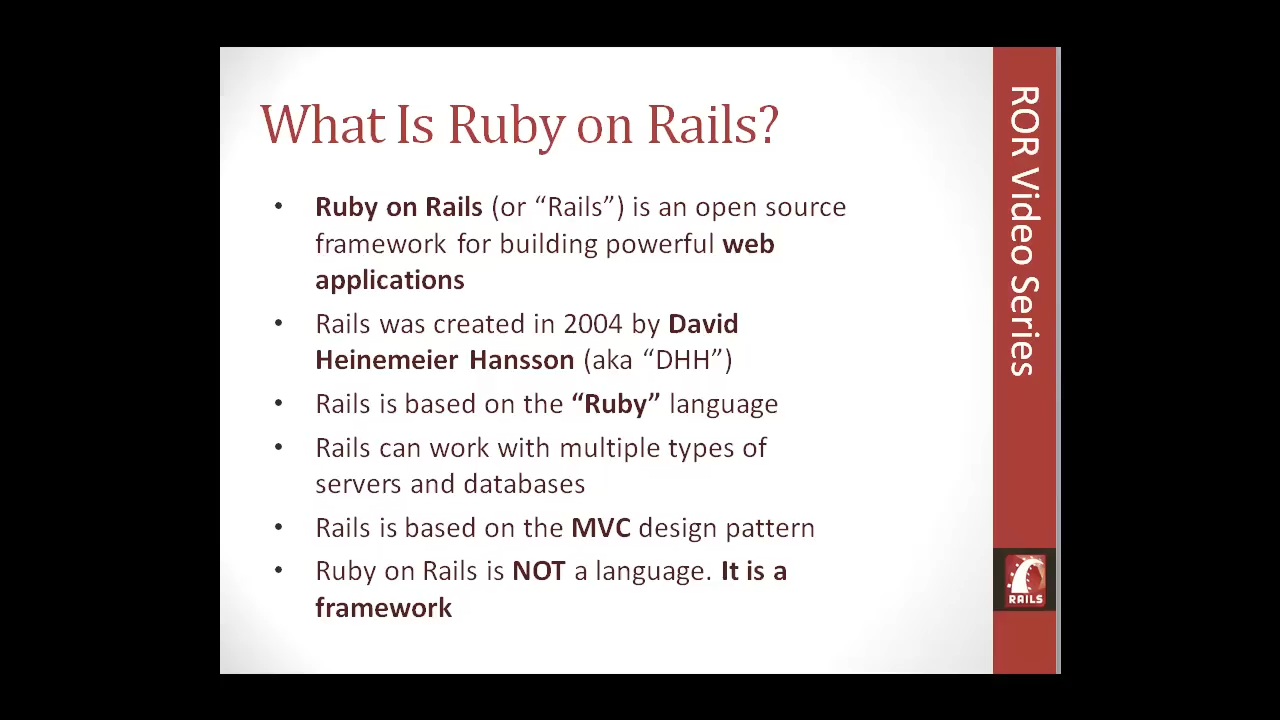 What Is Ruby on Rails?
• Ruby on Rails (or “Rails”) is an open source
framework for building powerful web
applications
• Rails was created in 2004 by David
Heinemeier Hansson (aka “DHH”)
• Rails is based on the “Ruby” language
• Rails can work with multiple types of
servers and databases
• Rails is based on the MVC design pattern
• Ruby on Rails is NOT a language. It is a
framework
ROR Video Series
RAILS